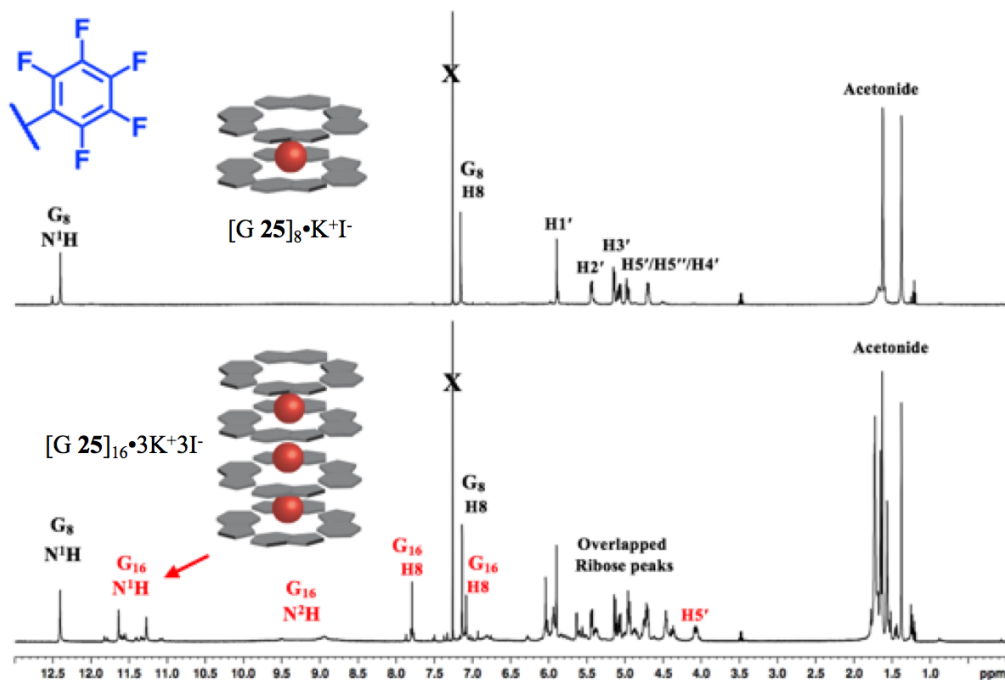 F
F
F
F
F
X
Acetonide
G₈
H8
[G 25]₈•K⁺I⁻
G₈
N¹H
H1′
H3′
H2′
H5′/H5′′/H4′
X
Acetonide
[G 25]₁₆•3K⁺3I⁻
G₈
H8
G₈
N¹H
G₁₆
N¹H
G₁₆
N²H
G₁₆
H8
G₁₆
H8
Overlapped
Ribose peaks
H5′
12.5 12.0 11.5 11.0 10.5 10.0 9.5 9.0 8.5 8.0 7.5 7.0 6.5 6.0 5.5 5.0 4.5 4.0 3.5 3.0 2.5 2.0 1.5 1.0 ppm